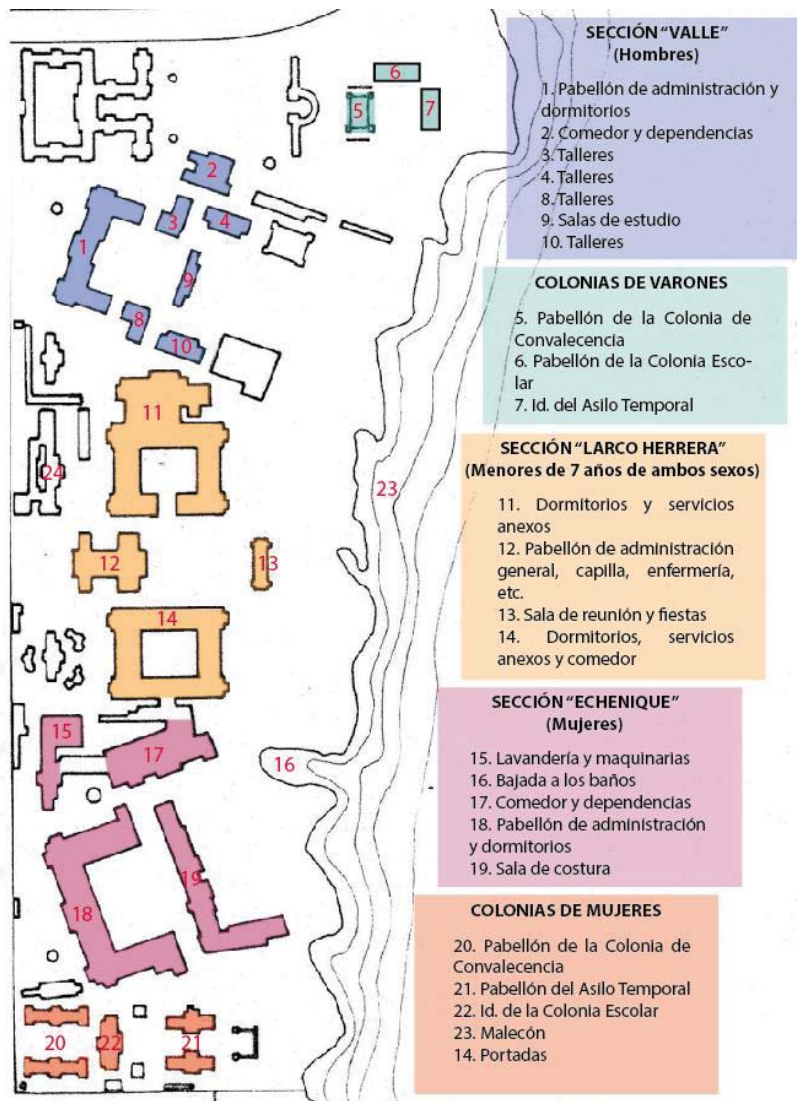 6
5
7
2
3
4
1
9
8
10
11
24
23
12
13
14
15
17
16
19
18
20
22
21
SECCIÓN “VALLE”
(Hombres)
1. Pabellón de administración y
dormitorios
2. Comedor y dependencias
3. Talleres
4. Talleres
8. Talleres
9. Salas de estudio
10. Talleres
COLONIAS DE VARONES
5. Pabellón de la Colonia de
Convalecencia
6. Pabellón de la Colonia Esco-
lar
7. Id. del Asilo Temporal
SECCIÓN “LARCO HERRERA”
(Menores de 7 años de ambos sexos)
11. Dormitorios y servicios
anexos
12. Pabellón de administración
general, capilla, enfermería,
etc.
13. Sala de reunión y fiestas
14. Dormitorios, servicios
anexos y comedor
SECCIÓN “ECHENIQUE”
(Mujeres)
15. Lavandería y maquinarias
16. Bajada a los baños
17. Comedor y dependencias
18. Pabellón de administración
y dormitorios
19. Sala de costura
COLONIAS DE MUJERES
20. Pabellón de la Colonia de
Convalecencia
21. Pabellón del Asilo Temporal
22. Id. de la Colonia Escolar
23. Malecón
14. Portadas